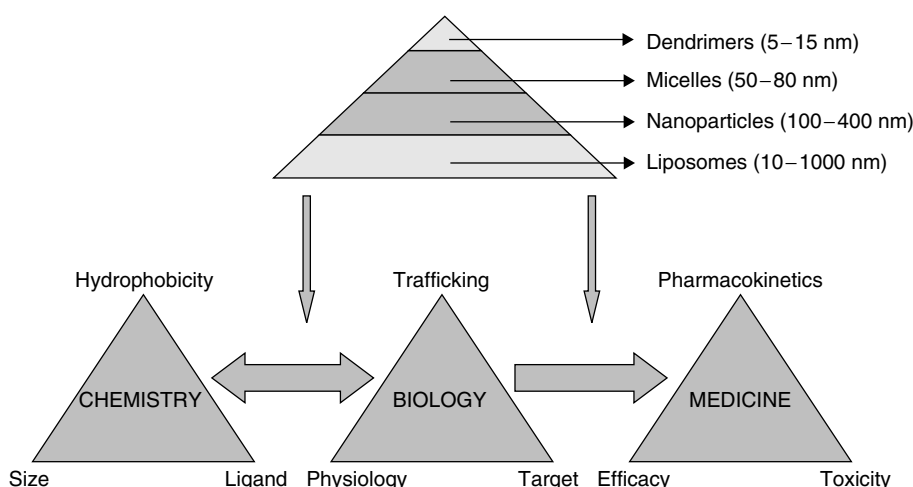 Dendrimers (5–15 nm)
Micelles (50–80 nm)
Nanoparticles (100–400 nm)
Liposomes (10–1000 nm)
Hydrophobicity Trafficking Pharmacokinetics
CHEMISTRY BIOLOGY MEDICINE
Size Ligand Physiology Target Efficacy Toxicity